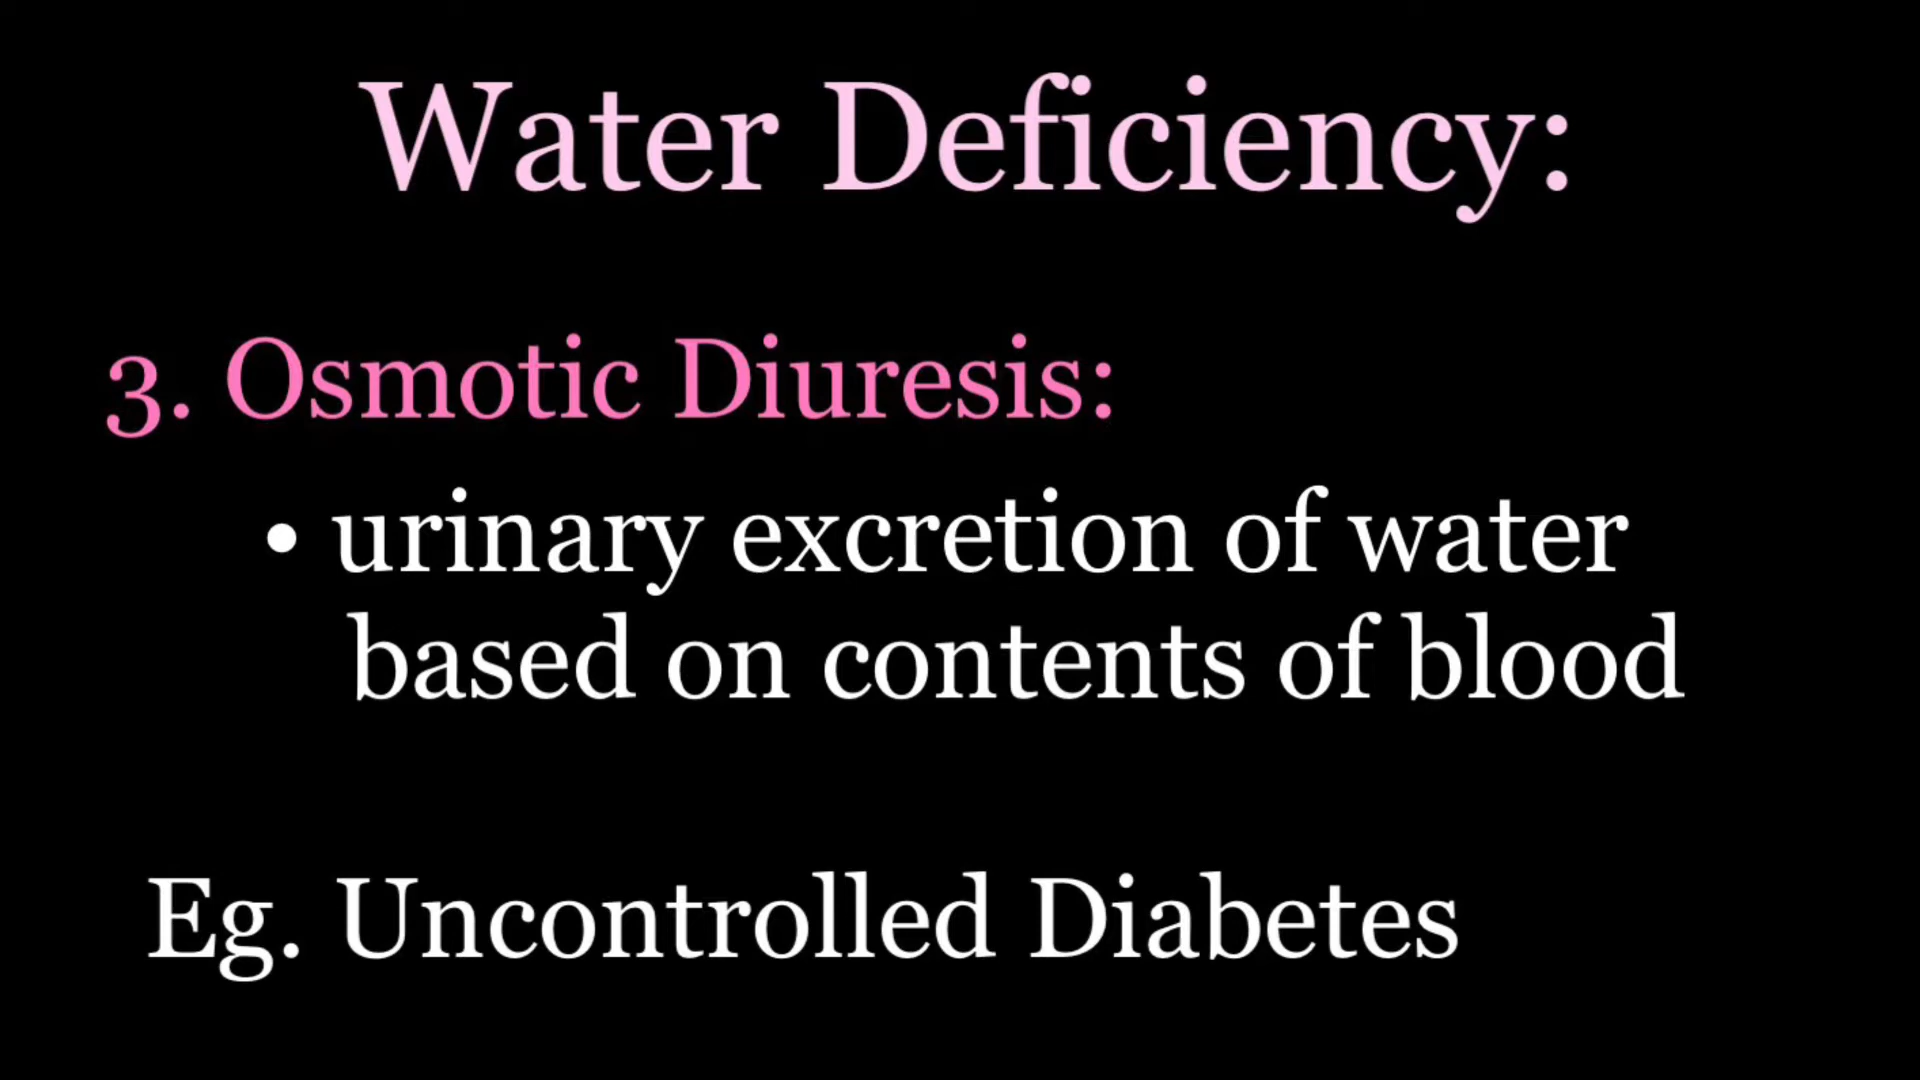 Water Deficiency:
3. Osmotic Diuresis:
• urinary excretion of water
based on contents of blood
Eg. Uncontrolled Diabetes